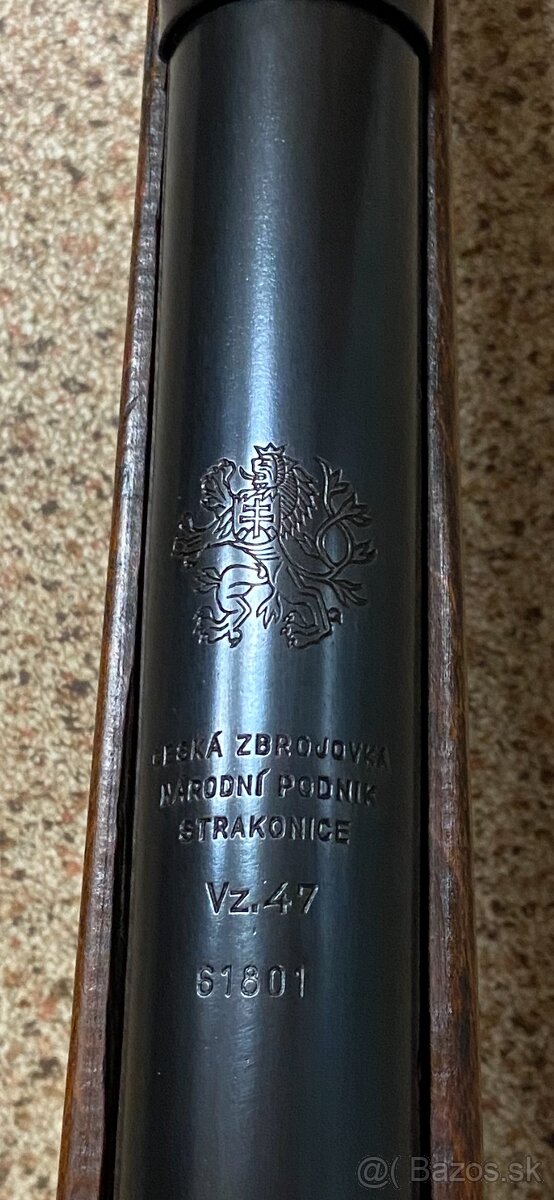 ČESKÁ ZBROJOVKA
NÁRODNÍ PODNIK
STRAKONICE
Vz.47
61801
@( Bazos.sk